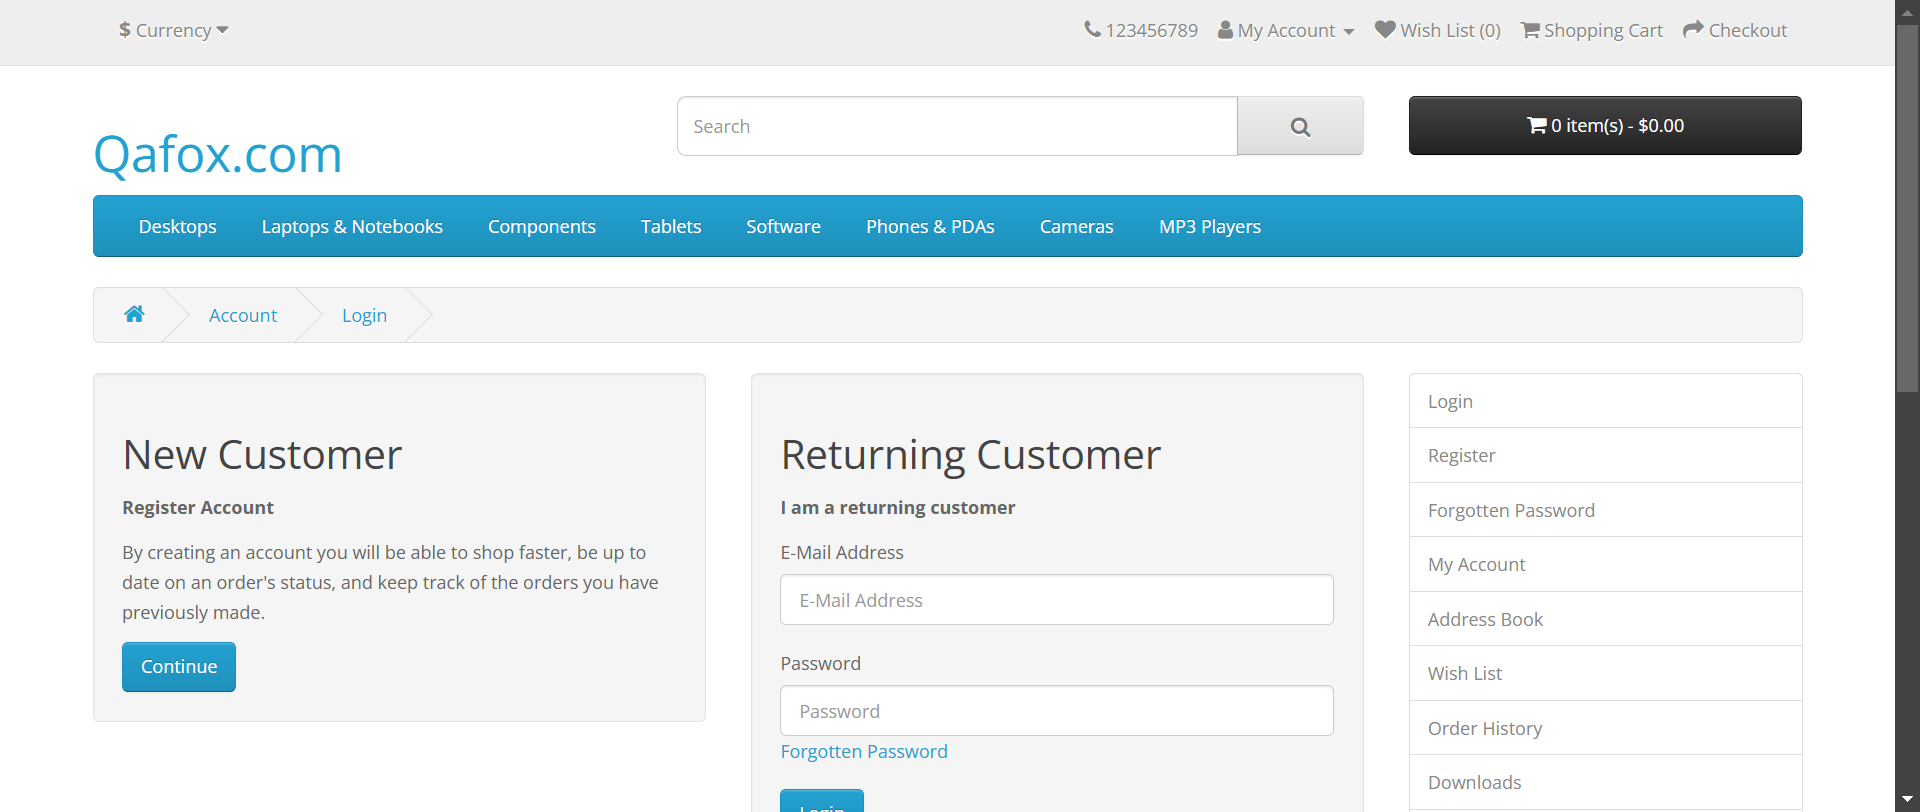 $ Currency
123456789 My Account Wish List (0) Shopping Cart Checkout
Qafox.com
Search
0 item(s) - $0.00
Desktops Laptops & Notebooks Components Tablets Software Phones & PDAs Cameras MP3 Players
Account Login
New Customer
Register Account
By creating an account you will be able to shop faster, be up to
date on an order's status, and keep track of the orders you have
previously made.
Continue
Returning Customer
I am a returning customer
E-Mail Address
E-Mail Address
Password
Password
Forgotten Password
Login
Login
Register
Forgotten Password
My Account
Address Book
Wish List
Order History
Downloads